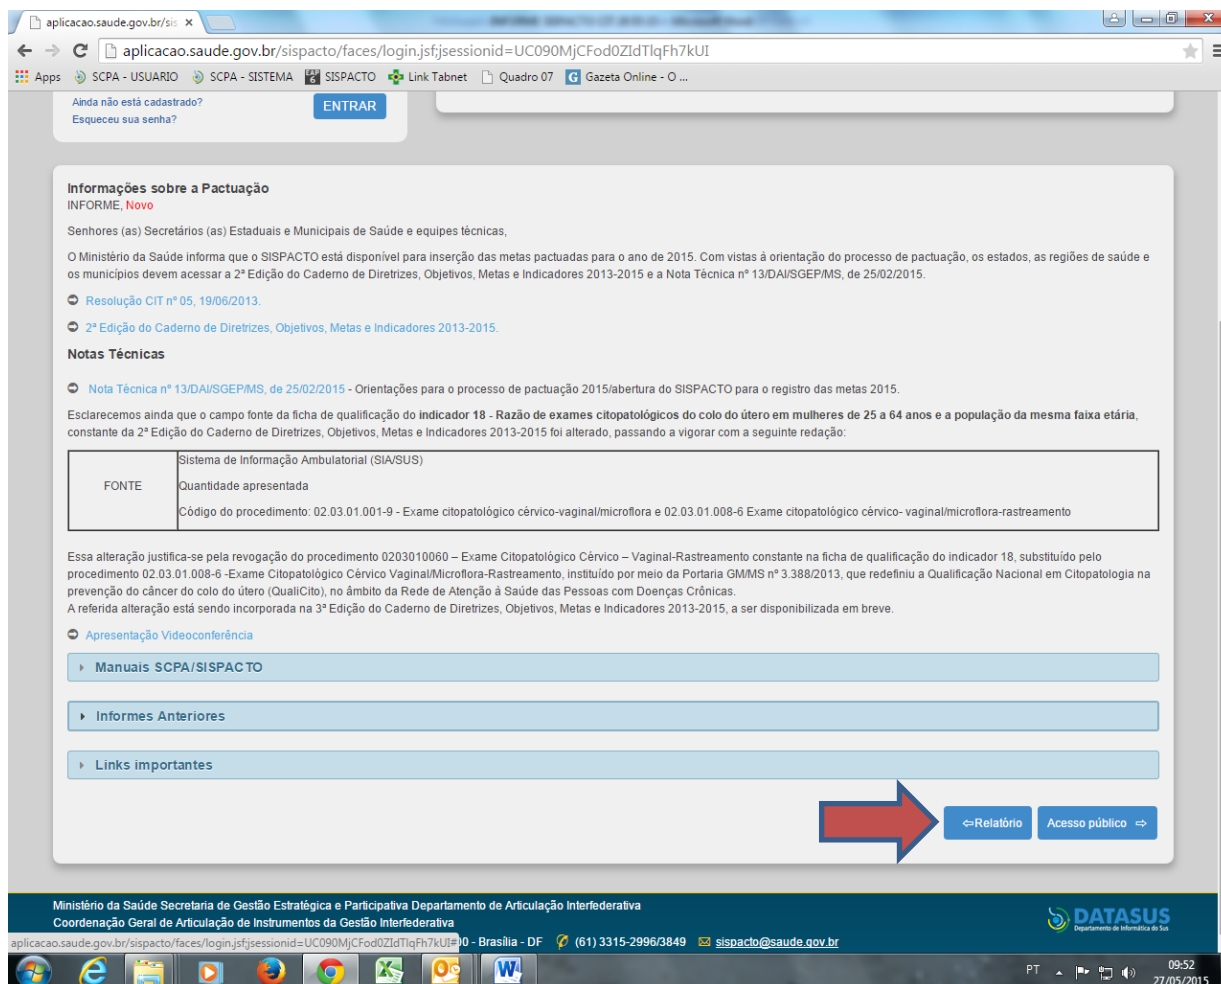 aplicacao.saude.gov.br/sis ×
aplicacao.saude.gov.br/sispacto/faces/login.jsf;jsessionid=UC090MjCFod0ZIdTlqFh7kUI
Apps SCPA - USUARIO SCPA - SISTEMA SISPACTO Link Tabnet Quadro 07 Gazeta Online - O ...
Ainda não está cadastrado?
ENTRAR
Esqueceu sua senha?
Informações sobre a Pactuação
INFORME, Novo
Senhores (as) Secretários (as) Estaduais e Municipais de Saúde e equipes técnicas,
O Ministério da Saúde informa que o SISPACTO está disponível para inserção das metas pactuadas para o ano de 2015. Com vistas à orientação do processo de pactuação, os estados, as regiões de saúde e
os municípios devem acessar a 2ª Edição do Caderno de Diretrizes, Objetivos, Metas e Indicadores 2013-2015 e a Nota Técnica nº 13/DAI/SGEP/MS, de 25/02/2015.
Resolução CIT nº 05, 19/06/2013.
2ª Edição do Caderno de Diretrizes, Objetivos, Metas e Indicadores 2013-2015.
Notas Técnicas
Nota Técnica nº 13/DAI/SGEP/MS, de 25/02/2015 - Orientações para o processo de pactuação 2015/abertura do SISPACTO para o registro das metas 2015.
Esclarecemos ainda que o campo fonte da ficha de qualificação do indicador 18 - Razão de exames citopatológicos do colo do útero em mulheres de 25 a 64 anos e a população da mesma faixa etária,
constante da 2ª Edição do Caderno de Diretrizes, Objetivos, Metas e Indicadores 2013-2015 foi alterado, passando a vigorar com a seguinte redação:
Sistema de Informação Ambulatorial (SIA/SUS)
FONTE Quantidade apresentada
Código do procedimento: 02.03.01.001-9 - Exame citopatológico cérvico-vaginal/microflora e 02.03.01.008-6 Exame citopatológico cérvico- vaginal/microflora-rastreamento
Essa alteração justifica-se pela revogação do procedimento 0203010060 – Exame Citopatológico Cérvico – Vaginal-Rastreamento constante na ficha de qualificação do indicador 18, substituído pelo
procedimento 02.03.01.008-6 -Exame Citopatológico Cérvico Vaginal/Microflora-Rastreamento, instituído por meio da Portaria GM/MS nº 3.388/2013, que redefiniu a Qualificação Nacional em Citopatologia na
prevenção do câncer do colo do útero (QualiCito), no âmbito da Rede de Atenção à Saúde das Pessoas com Doenças Crônicas.
A referida alteração está sendo incorporada na 3ª Edição do Caderno de Diretrizes, Objetivos, Metas e Indicadores 2013-2015, a ser disponibilizada em breve.
Apresentação Videoconferência
Manuais SCPA/SISPACTO
Informes Anteriores
Links importantes
⇦Relatório Acesso público ⇨
Ministério da Saúde Secretaria de Gestão Estratégica e Participativa Departamento de Articulação Interfederativa
Coordenação Geral de Articulação de Instrumentos da Gestão Interfederativa
DATASUS
Departamento de Informática do Sus
aplicacao.saude.gov.br/sispacto/faces/login.jsf;jsessionid=UC090MjCFod0ZIdTlqFh7kUI# 00 - Brasília - DF (61) 3315-2996/3849 sispacto@saude.gov.br
PT 09:52
27/05/2015